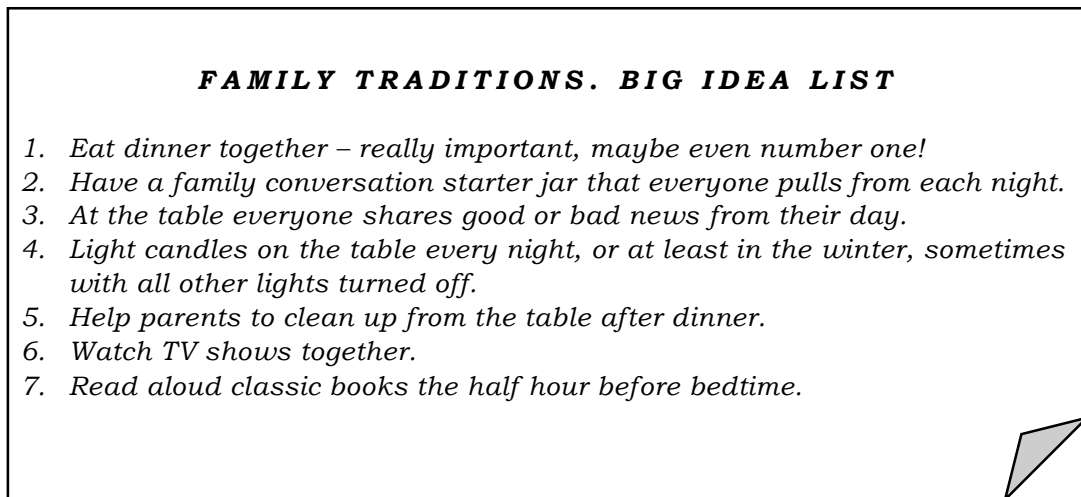 FAMILY TRADITIONS. BIG IDEA LIST
1. Eat dinner together – really important, maybe even number one!
2. Have a family conversation starter jar that everyone pulls from each night.
3. At the table everyone shares good or bad news from their day.
4. Light candles on the table every night, or at least in the winter, sometimes
with all other lights turned off.
5. Help parents to clean up from the table after dinner.
6. Watch TV shows together.
7. Read aloud classic books the half hour before bedtime.